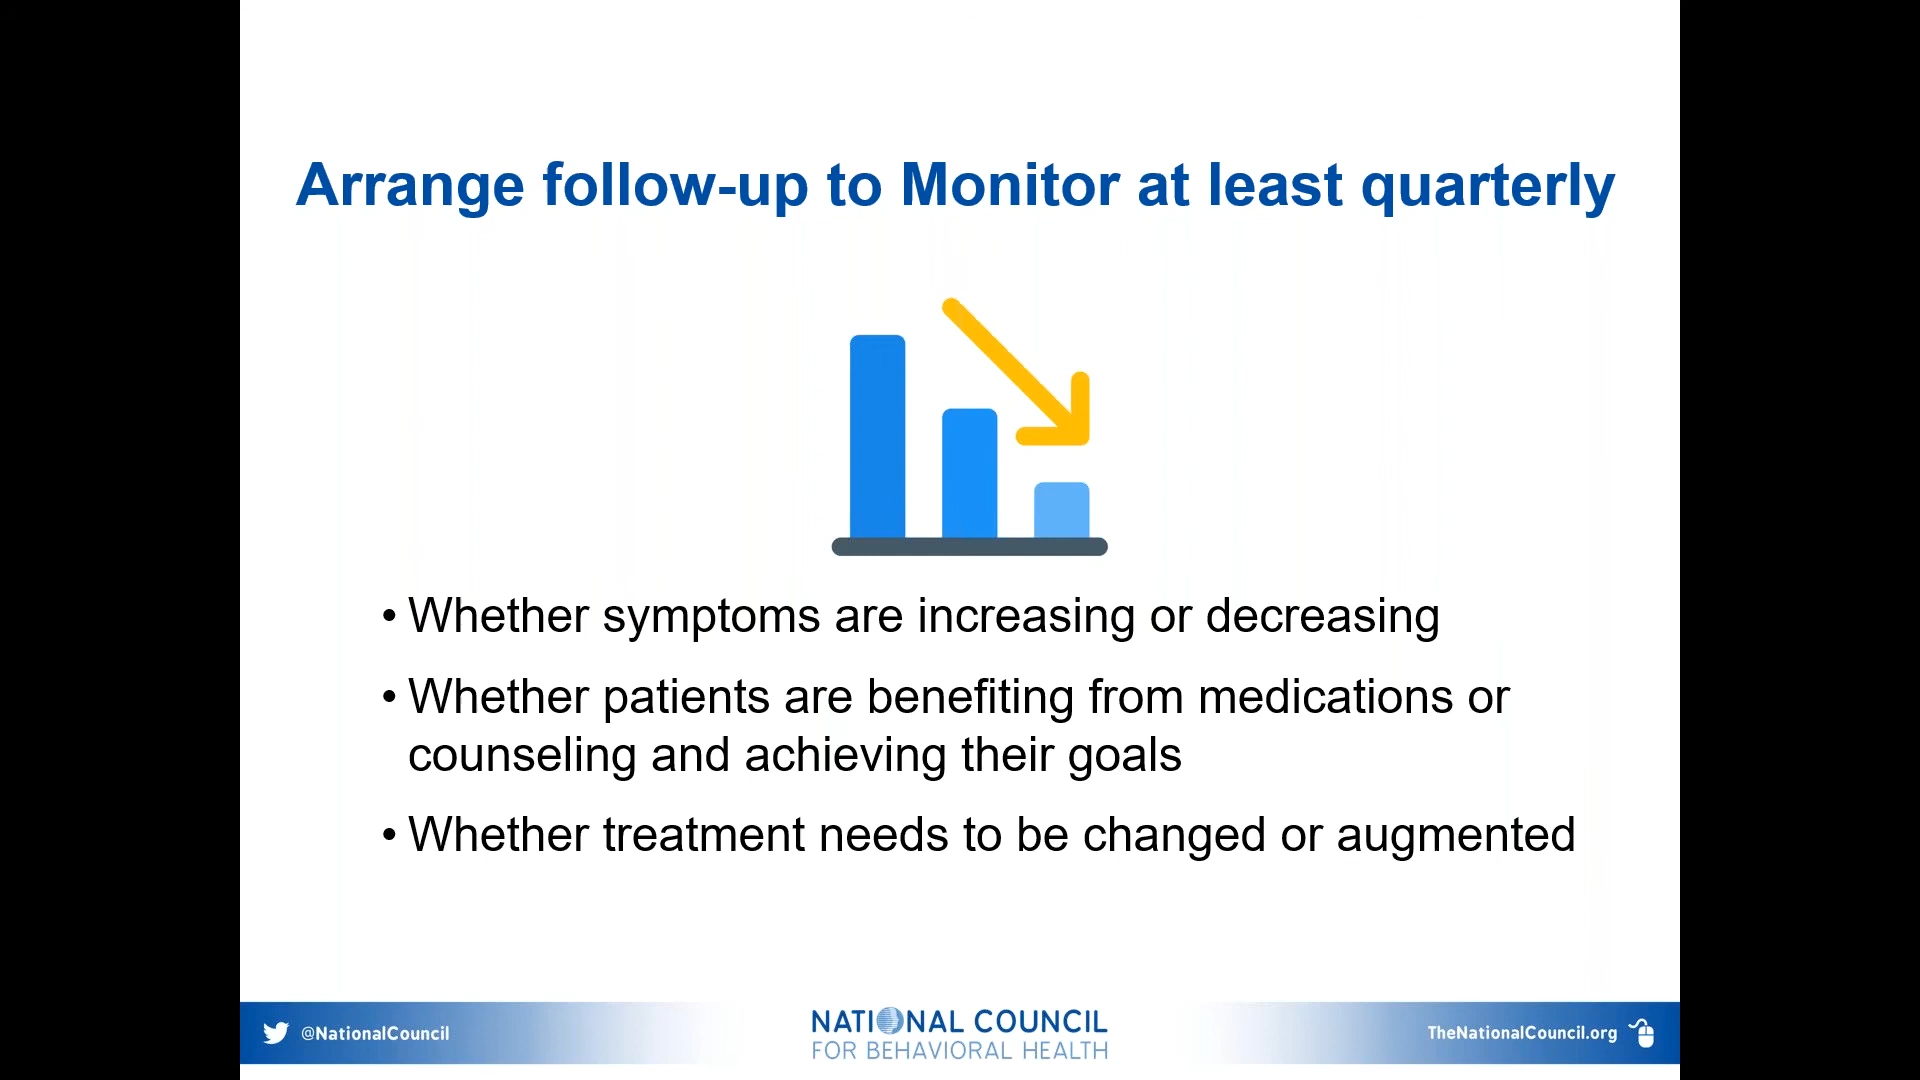 Arrange follow-up to Monitor at least quarterly
• Whether symptoms are increasing or decreasing
• Whether patients are benefiting from medications or
counseling and achieving their goals
• Whether treatment needs to be changed or augmented
@NationalCouncil
NATIONAL COUNCIL
FOR BEHAVIORAL HEALTH
TheNationalCouncil.org